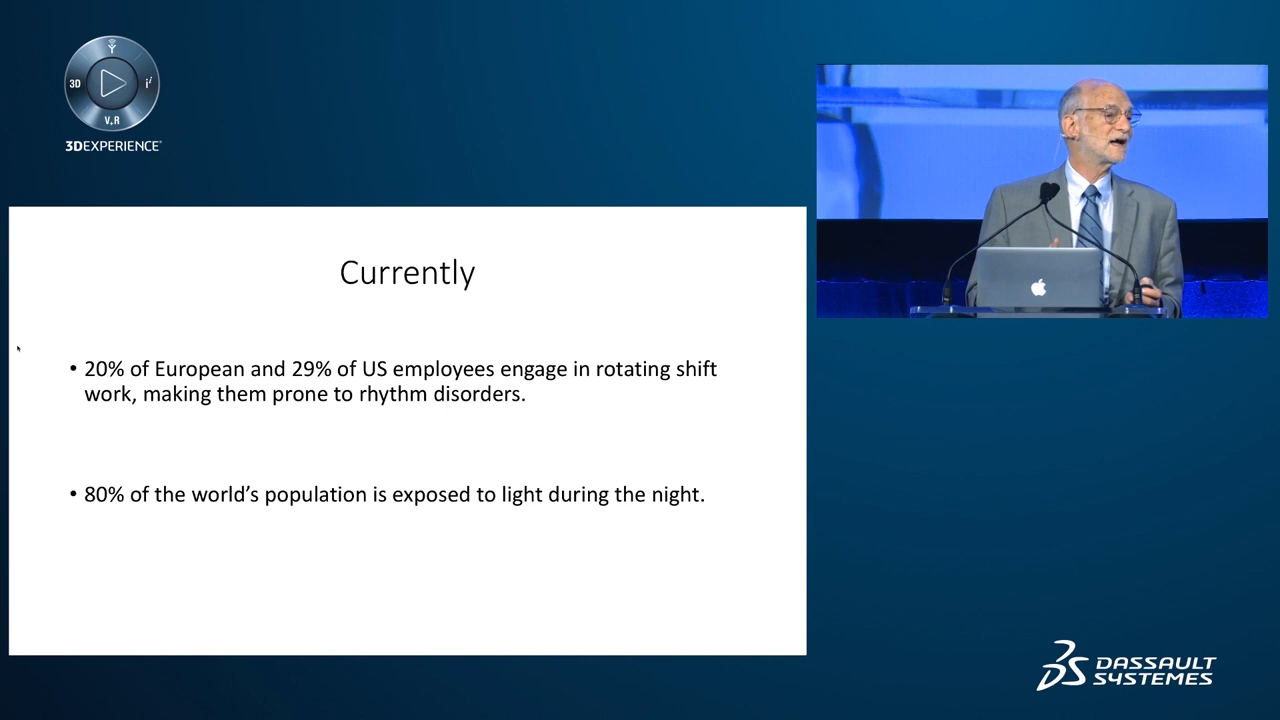 3D
i
V,R
3DEXPERIENCE
Currently
• 20% of European and 29% of US employees engage in rotating shift
work, making them prone to rhythm disorders.
• 80% of the world’s population is exposed to light during the night.
DASSAULT
SYSTEMES